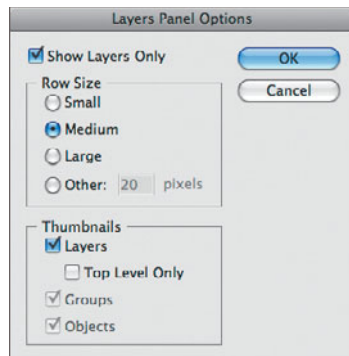 Layers Panel Options
Show Layers Only
OK
Cancel
Row Size
Small
Medium
Large
Other: 20 pixels
Thumbnails
Layers
Top Level Only
Groups
Objects